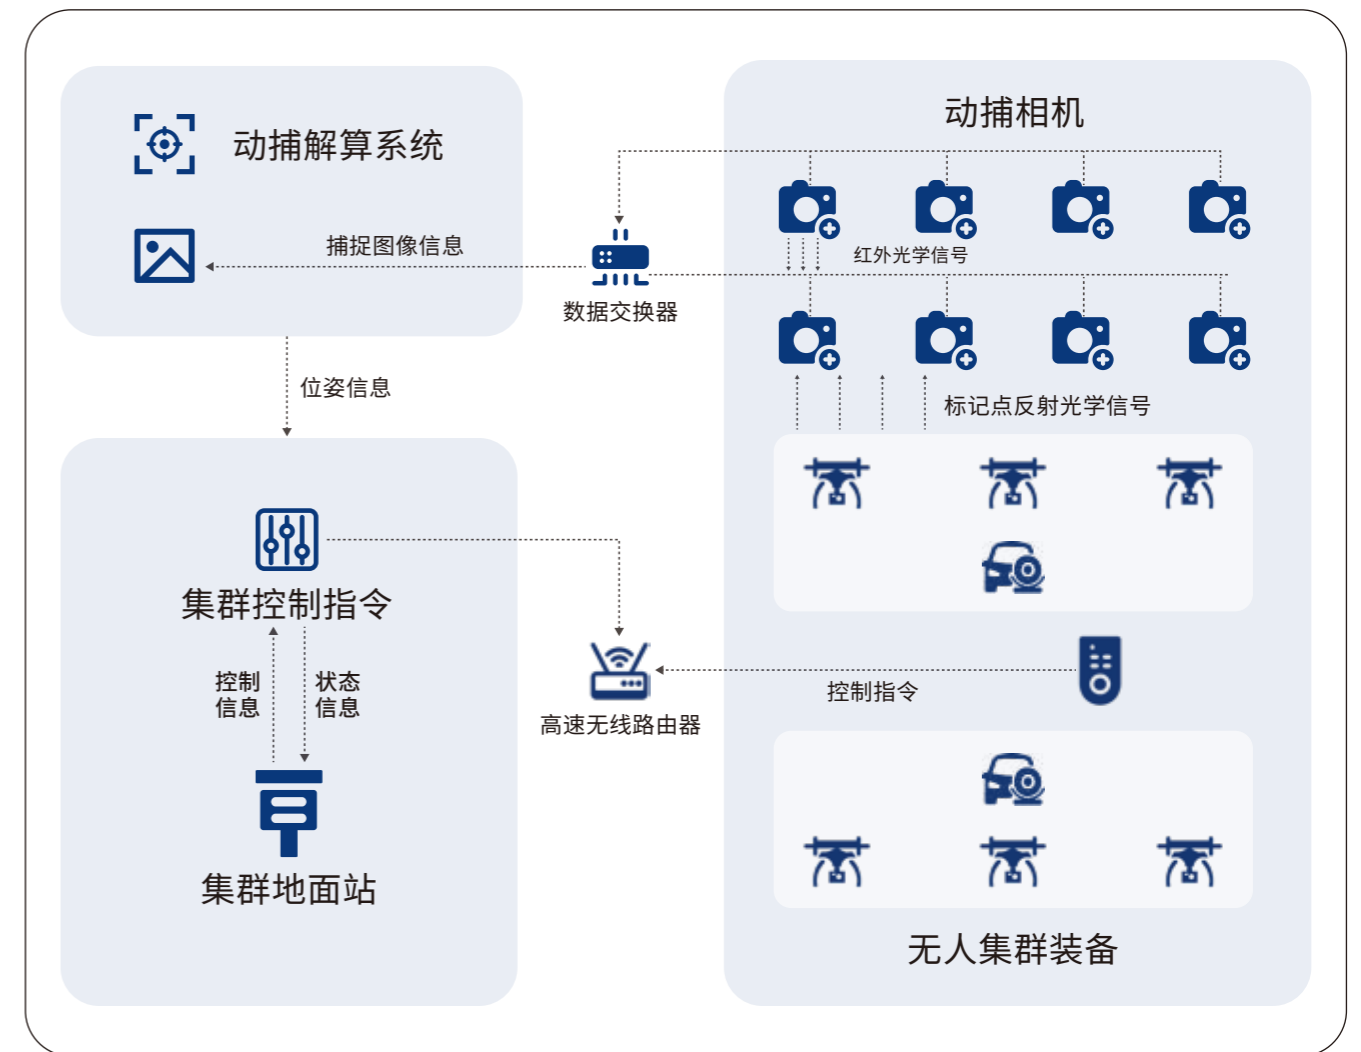 动捕解算系统
捕捉图像信息
数据交换器
位姿信息
动捕相机
红外光学信号
标记点反射光学信号
集群控制指令
控制
信息
状态
信息
集群地面站
高速无线路由器
控制指令
无人集群装备